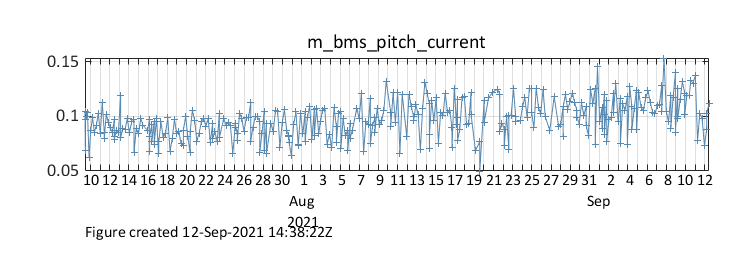 m_bms_pitch_current
0.15
0.1
0.05
10 12 14 16 18 20 22 24 26 28 30 1 3 5 7 9 11 13 15 17 19 21 23 25 27 29 31 2 4 6 8 10 12
Aug Sep
2021
Figure created 12-Sep-2021 14:38:22Z